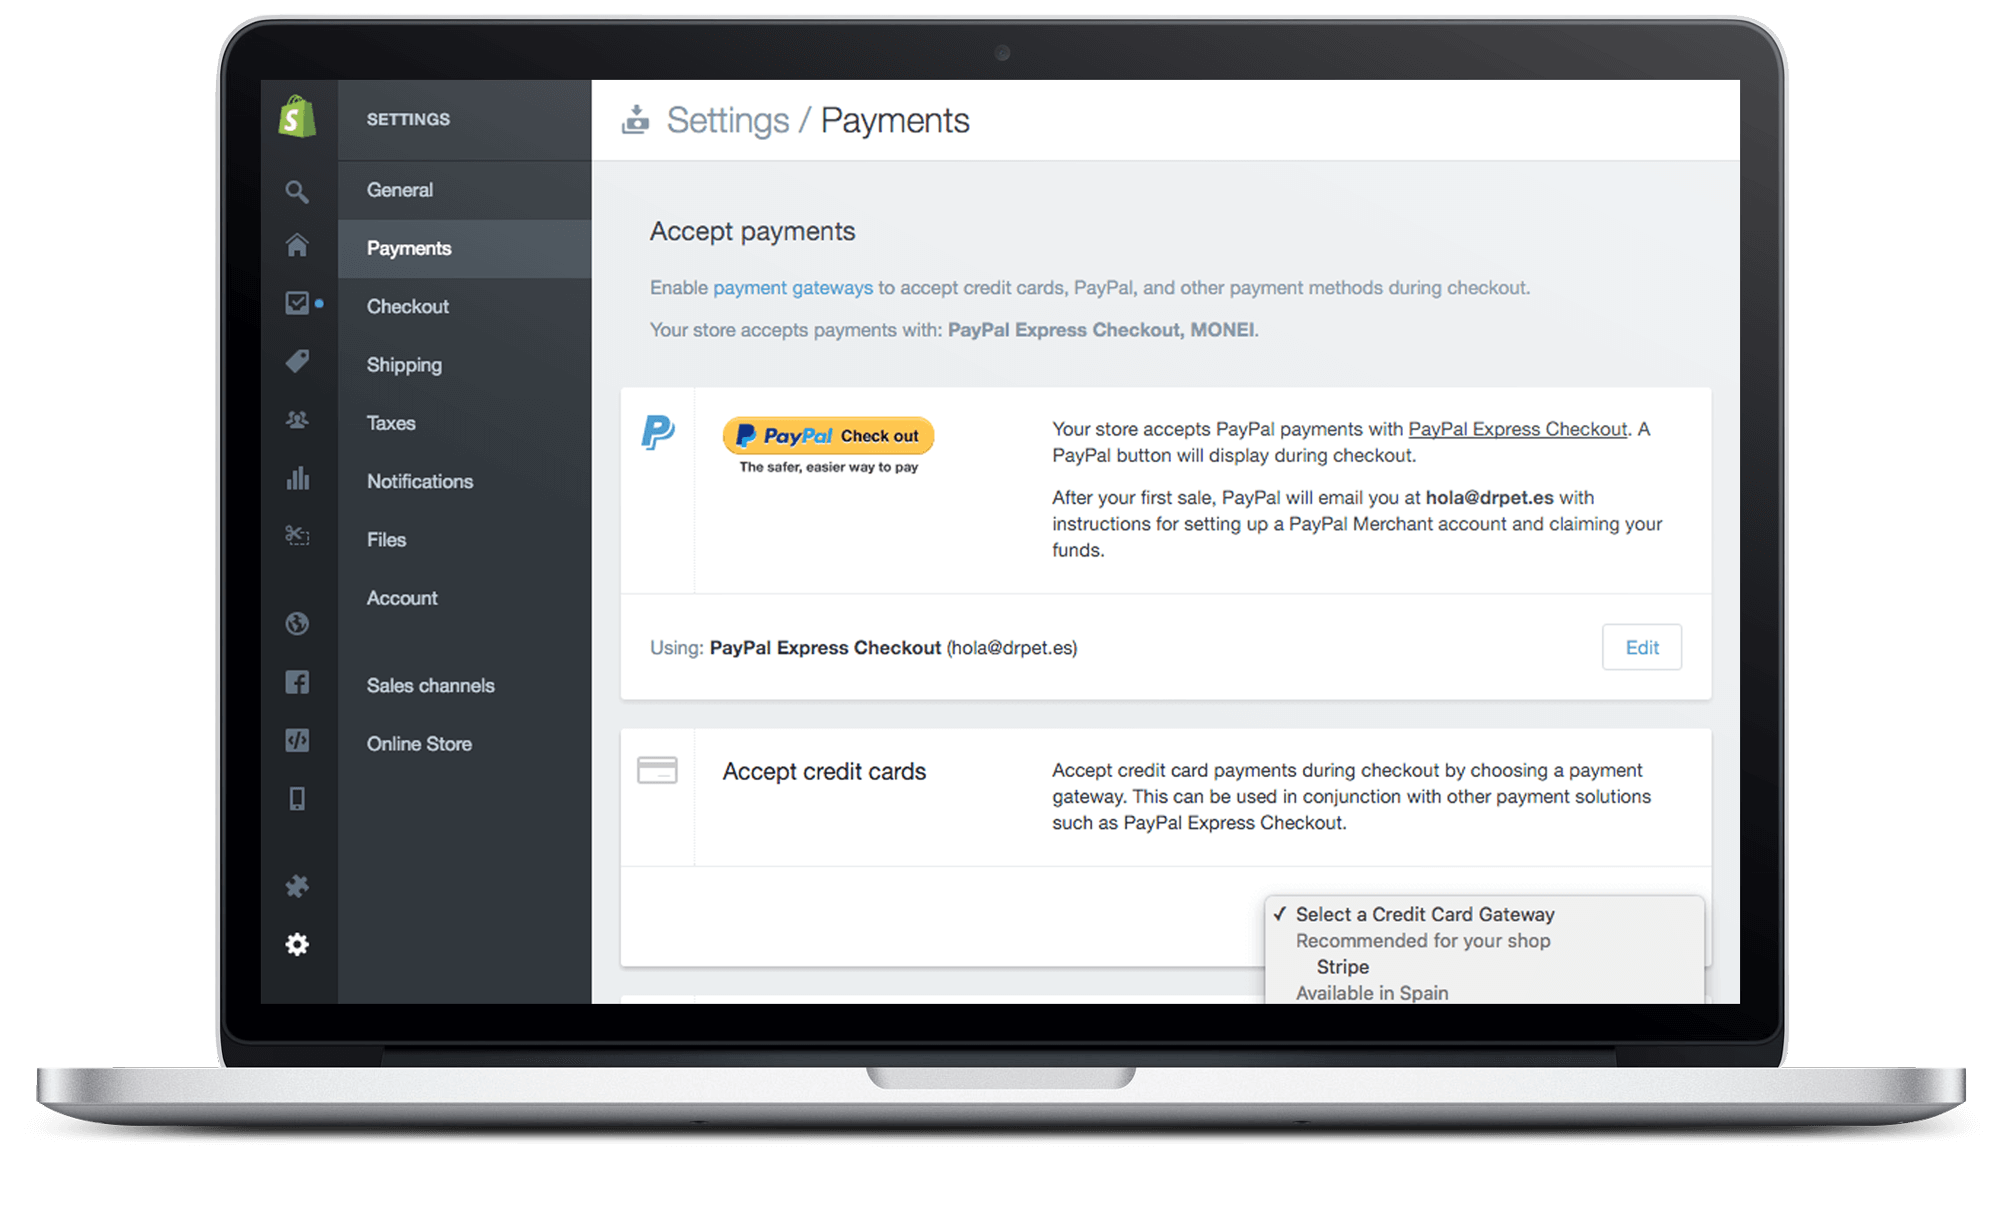 SETTINGS
General
Payments
Checkout
Shipping
Taxes
Notifications
Files
Account
Sales channels
Online Store
Settings / Payments
Accept payments
Enable payment gateways to accept credit cards, PayPal, and other payment methods during checkout.
Your store accepts payments with: PayPal Express Checkout, MONEI.
PayPal Check out
The safer, easier way to pay
Your store accepts PayPal payments with PayPal Express Checkout. A
PayPal button will display during checkout.
After your first sale, PayPal will email you at hola@drpet.es with
instructions for setting up a PayPal Merchant account and claiming your
funds.
Using: PayPal Express Checkout (hola@drpet.es)
Edit
Accept credit cards
Accept credit card payments during checkout by choosing a payment
gateway. This can be used in conjunction with other payment solutions
such as PayPal Express Checkout.
✓ Select a Credit Card Gateway
Recommended for your shop
Stripe
Available in Spain